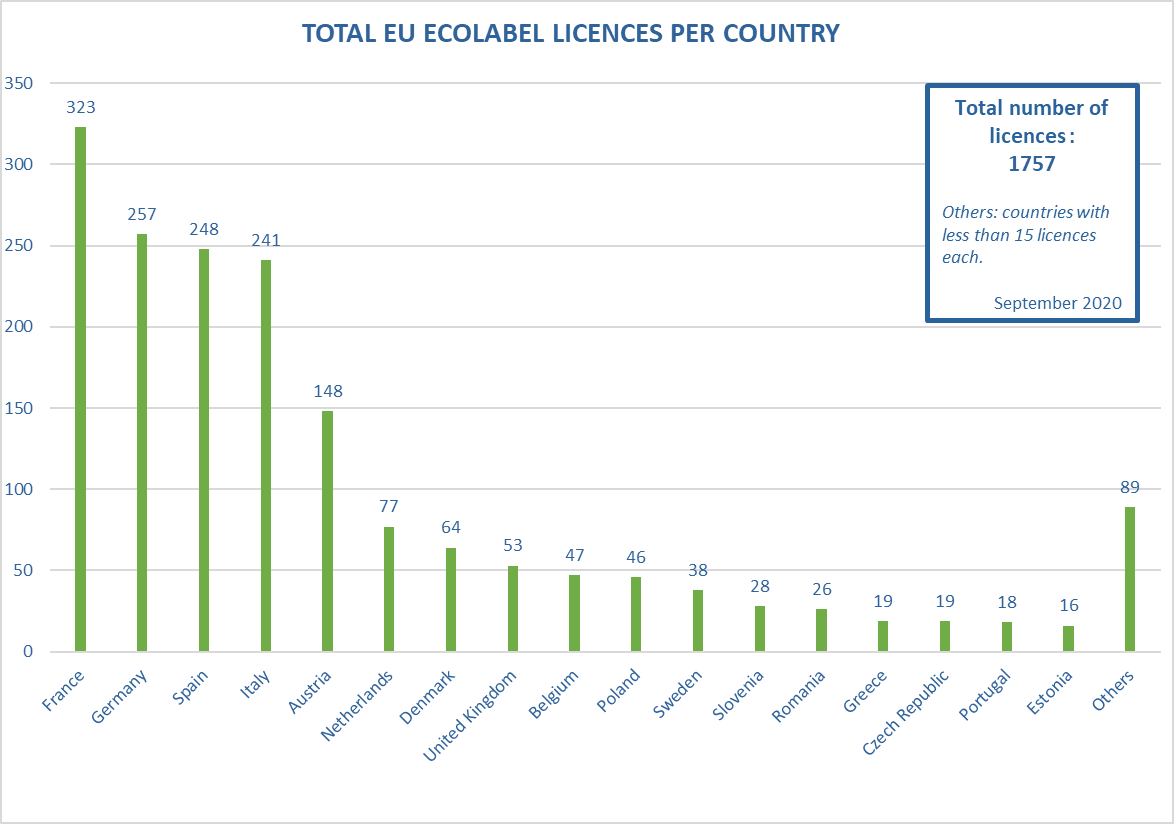 TOTAL EU ECOLABEL LICENCES PER COUNTRY
350
300
250
200
150
100
50
0
323
257
248
241
148
77
64
53
47
46
38
28
26
19
19
18
16
89
France
Germany
Spain
Italy
Austria
Netherlands
Denmark
United Kingdom
Belgium
Poland
Sweden
Slovenia
Romania
Greece
Czech Republic
Portugal
Estonia
Others
Total number of
licences :
1757
Others: countries with
less than 15 licences
each.
September 2020